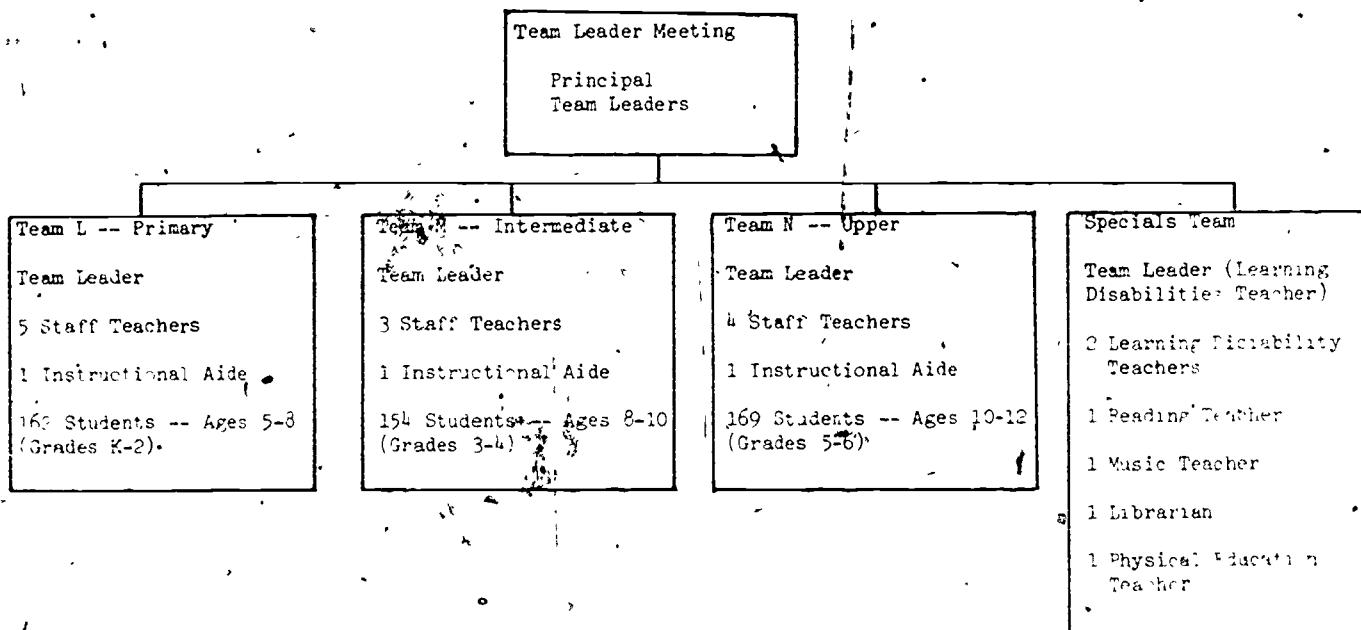 Team Leader Meeting
Principal
Team Leaders
Team L -- Primary
Team Leader
5 Staff Teachers
1 Instructional Aide
Students -- Ages 5-8
(Grades K-2)
Team -- Intermediate
Team Leader
3 Staff Teachers
1 Instructional Aide
154 Students -- Ages 8-10
(Grades 3-4)
Team N -- Upper
Team Leader
4 Staff Teachers
1 Instructional Aide
169 Students -- Ages 10-12
(Grades 5-6)
Specials Team
Team Leader (Learning
Disabilities Teacher)
2 Learning Disability
Teachers
1 Reading Teacher
1 Music Teacher
1 Librarian
1 Physical Education
Teacher